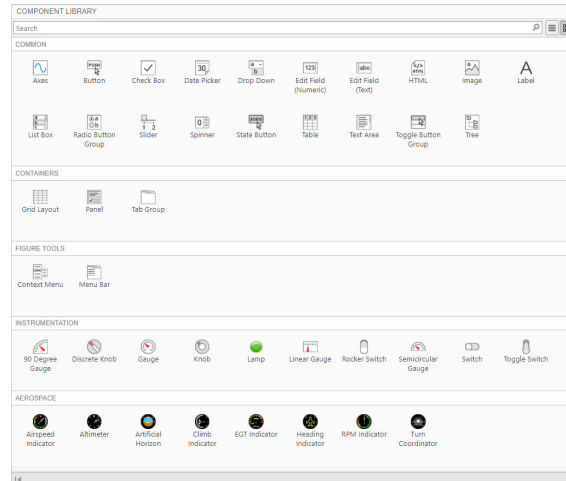 COMPONENT LIBRARY
Search
COMMON
Axes Button Check Box Date Picker Drop Down Edit Field (Numeric) Edit Field (Text) HTML Image Label
List Box Radio Button Group Slider Spinner State Button Table Text Area Toggle Button Group Tree
CONTAINERS
Grid Layout Panel Tab Group
FIGURE TOOLS
Context Menu Menu Bar
INSTRUMENTATION
90 Degree Gauge Discrete Knob Gauge Knob Lamp Linear Gauge Rocker Switch Semicircular Gauge Switch Toggle Switch
AEROSPACE
Airspeed Indicator Altimeter Artificial Horizon Climb Indicator EGT Indicator Heading Indicator RPM Indicator Turn Coordinator